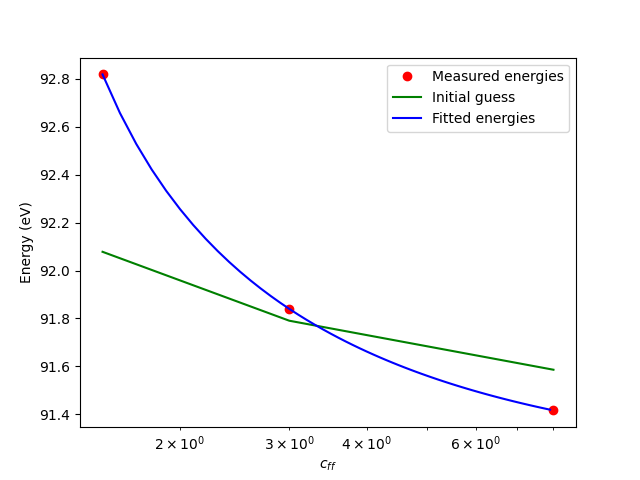 Measured energies
Initial guess
Fitted energies
92.8
92.6
92.4
92.2
92.0
91.8
91.6
91.4
Energy (eV)
2 × 10⁰
3 × 10⁰
4 × 10⁰
6 × 10⁰
c_ff